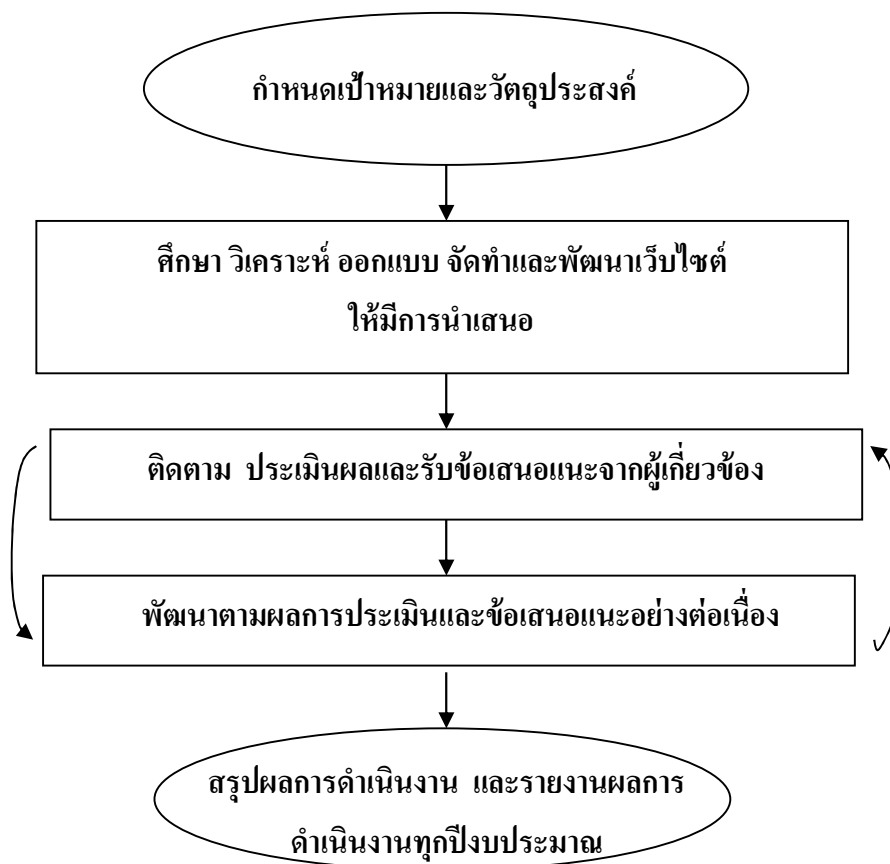 กำหนดเป้าหมายและวัตถุประสงค์
ศึกษา วิเคราะห์ ออกแบบ จัดทำและพัฒนาเว็บไซต์
ให้มีการนำเสนอ
ติดตาม ประเมินผลและรับข้อเสนอแนะจากผู้เกี่ยวข้อง
พัฒนาตามผลการประเมินและข้อเสนอแนะอย่างต่อเนื่อง
สรุปผลการดำเนินงาน และรายงานผลการ
ดำเนินงานทุกปีงบประมาณ